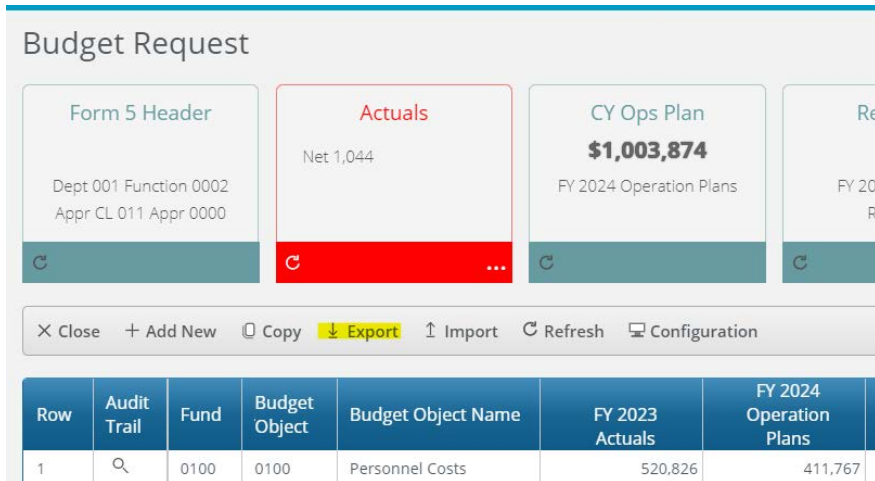 Budget Request
Form 5 Header
Dept 001 Function 0002
Appr CL 011 Appr 0000
Actuals
Net 1,044
...
CY Ops Plan
$1,003,874
FY 2024 Operation Plans
Close
Add New
Copy
Export
Import
Refresh
Configuration
Row
Audit
Trail
Fund
Budget
Object
Budget Object Name
FY 2023
Actuals
FY 2024
Operation
Plans
1
0100
0100
Personnel Costs
520,826
411,767